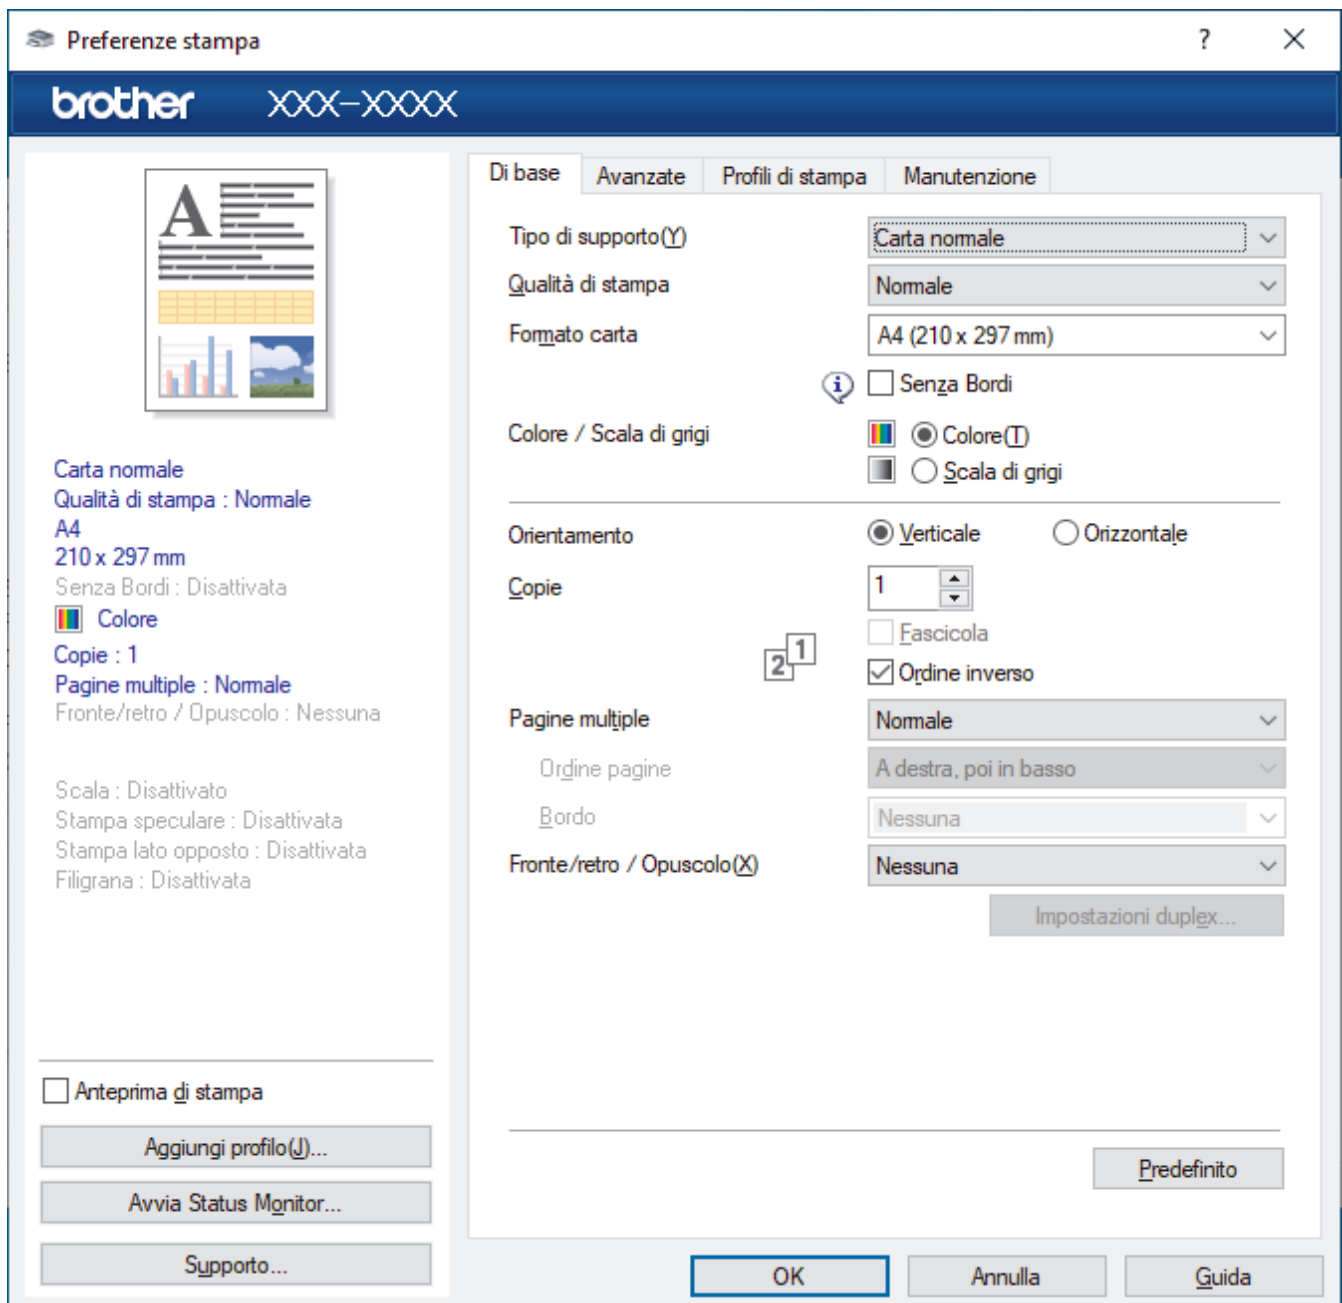 Preferenze stampa ?
brother XXX-XXXX
A
Carta normale
Qualità di stampa : Normale
A4
210 x 297 mm
Senza Bordi : Disattivata
Colore
Copie : 1
Pagine multiple : Normale
Fronte/retro / Opuscolo : Nessuna
Scala : Disattivato
Stampa speculare : Disattivata
Stampa lato opposto : Disattivata
Filigrana : Disattivata
Anteprima di stampa
Aggiungi profilo(J)...
Avvia Status Monitor...
Supporto...
Di base Avanzate Profili di stampa Manutenzione
Tipo di supporto(Y) Carta normale
Qualità di stampa Normale
Formato carta A4 (210 x 297 mm)
i Senza Bordi
Colore / Scala di grigi Colore(T)
Scala di grigi
Orientamento Verticale Orizzontale
Copie 1
Fascicola
2 1 Ordine inverso
Pagine multiple Normale
Ordine pagine A destra, poi in basso
Bordo Nessuna
Fronte/retro / Opuscolo(X) Nessuna
Impostazioni duplex...
Predefinito
OK Annulla Guida